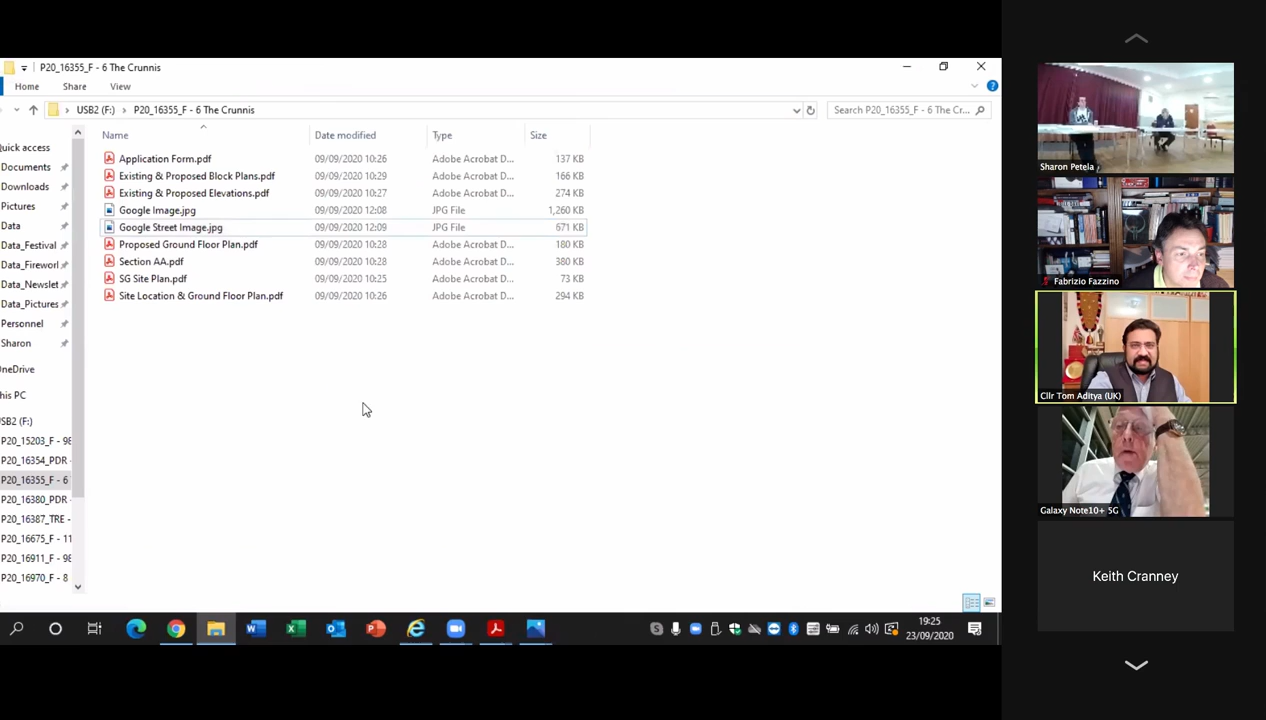 P20_16355_F - 6 The Crunnis
Home Share View
USB2 (F:) P20_16355_F - 6 The Crunnis Search P20_16355_F - 6 The Cr...
Name Date modified Type Size
Application Form.pdf 09/09/2020 10:26 Adobe Acrobat D... 137 KB
Existing & Proposed Block Plans.pdf 09/09/2020 10:29 Adobe Acrobat D... 166 KB
Existing & Proposed Elevations.pdf 09/09/2020 10:27 Adobe Acrobat D... 274 KB
Google Image.jpg 09/09/2020 12:08 JPG File 1,260 KB
Google Street Image.jpg 09/09/2020 12:09 JPG File 671 KB
Proposed Ground Floor Plan.pdf 09/09/2020 10:28 Adobe Acrobat D... 180 KB
Section AA.pdf 09/09/2020 10:28 Adobe Acrobat D... 380 KB
SG Site Plan.pdf 09/09/2020 10:25 Adobe Acrobat D... 73 KB
Site Location & Ground Floor Plan.pdf 09/09/2020 10:26 Adobe Acrobat D... 294 KB
Quick access
Documents
Downloads
Pictures
Data
Data_Festival
Data_Firewor
Data_Newslet
Data_Pictures
Personnel
Sharon
OneDrive
his PC
SB2 (F:)
P20_15203_F - 98
P20_16354_PDR -
P20_16355_F - 6
P20_16380_PDR -
P20_16387_TRE -
P20_16675_F - 11
P20_16911_F - 98
P20_16970_F - 8
19:25
23/09/2020
Sharon Petela
Fabrizio Fazzino
Cllr Tom Aditya (UK)
Galaxy Note10+ 5G
Keith Cranney